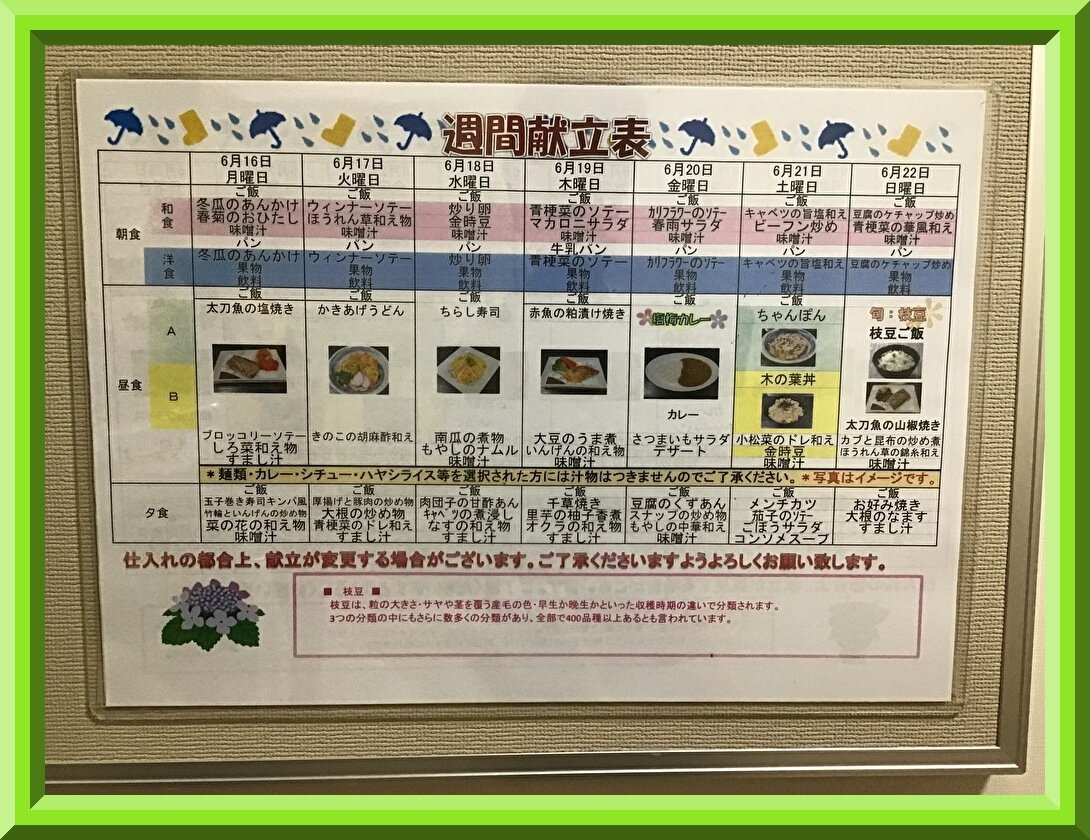 週間献立表
6月16日 6月17日 6月18日 6月19日 6月20日 6月21日 6月22日
月曜日 火曜日 水曜日 木曜日 金曜日 土曜日 日曜日
朝食
和食
ご飯 ご飯 ご飯 ご飯 ご飯 ご飯 ご飯
冬瓜のあんかけ ウィンナーソテー 炒り卵 青梗菜のソテー カリフラワーのソテー キャベツの旨塩和え 豆腐のケチャップ炒め
春菊のおひたし ほうれん草和え物 金時豆 マカロニサラダ 春雨サラダ ビーフン炒め 青梗菜の華風和え
味噌汁 味噌汁 味噌汁 味噌汁 味噌汁 味噌汁 味噌汁
洋食
パン パン パン 牛乳パン パン パン パン
冬瓜のあんかけ ウィンナーソテー 炒り卵 青梗菜のソテー カリフラワーのソテー キャベツの旨塩和え 豆腐のケチャップ炒め
果物 果物 果物 果物 果物 果物 果物
飲料 飲料 飲料 飲料 飲料 飲料 飲料
昼食
A
B
ご飯 ご飯 ご飯 ご飯 ご飯 ご飯 ご飯
太刀魚の塩焼き かきあげうどん ちらし寿司 赤魚の粕漬け焼き 塩梅カレー ちゃんぽん 旬：枝豆
枝豆ご飯
木の葉丼
カレー
太刀魚の山椒焼き
ブロッコリーソテー きのこの胡麻酢和え 南瓜の煮物 大豆のうま煮 さつまいもサラダ 小松菜のドレ和え カブと昆布の炒め煮
しろ菜和え物 もやしのナムル いんげんの和え物 デザート 金時豆 ほうれん草の錦糸和え
すまし汁 味噌汁 味噌汁 味噌汁 味噌汁
＊麺類・カレー・シチュー・ハヤシライス等を選択された方には汁物はつきませんのでご了承ください。＊写真はイメージです。
夕食
ご飯 ご飯 ご飯 ご飯 ご飯 ご飯 ご飯
玉子巻き寿司キンパ風 厚揚げと豚肉の炒め物 肉団子の甘酢あん 千草焼き 豆腐のくずあん メンチカツ お好み焼き
竹輪といんげんの炒め物 大根の炒め物 キャベツの煮浸し 里芋の柚子香煮 スナップの炒め物 茄子のソテー 大根のなます
菜の花の和え物 青梗菜のドレ和え なすの和え物 オクラの和え物 もやしの中華和え ごぼうサラダ すまし汁
味噌汁 すまし汁 すまし汁 すまし汁 味噌汁 コンソメスープ
仕入れの都合上、献立が変更する場合がございます。ご了承くださいますようよろしくお願い致します。
■ 枝豆 ■
枝豆は、粒の大きさ・サヤや茎を覆う産毛の色・早生か晩生かといった収穫時期の違いで分類されます。
3つの分類の中にもさらに数多くの分類があり、全部で400品種以上あるとも言われています。